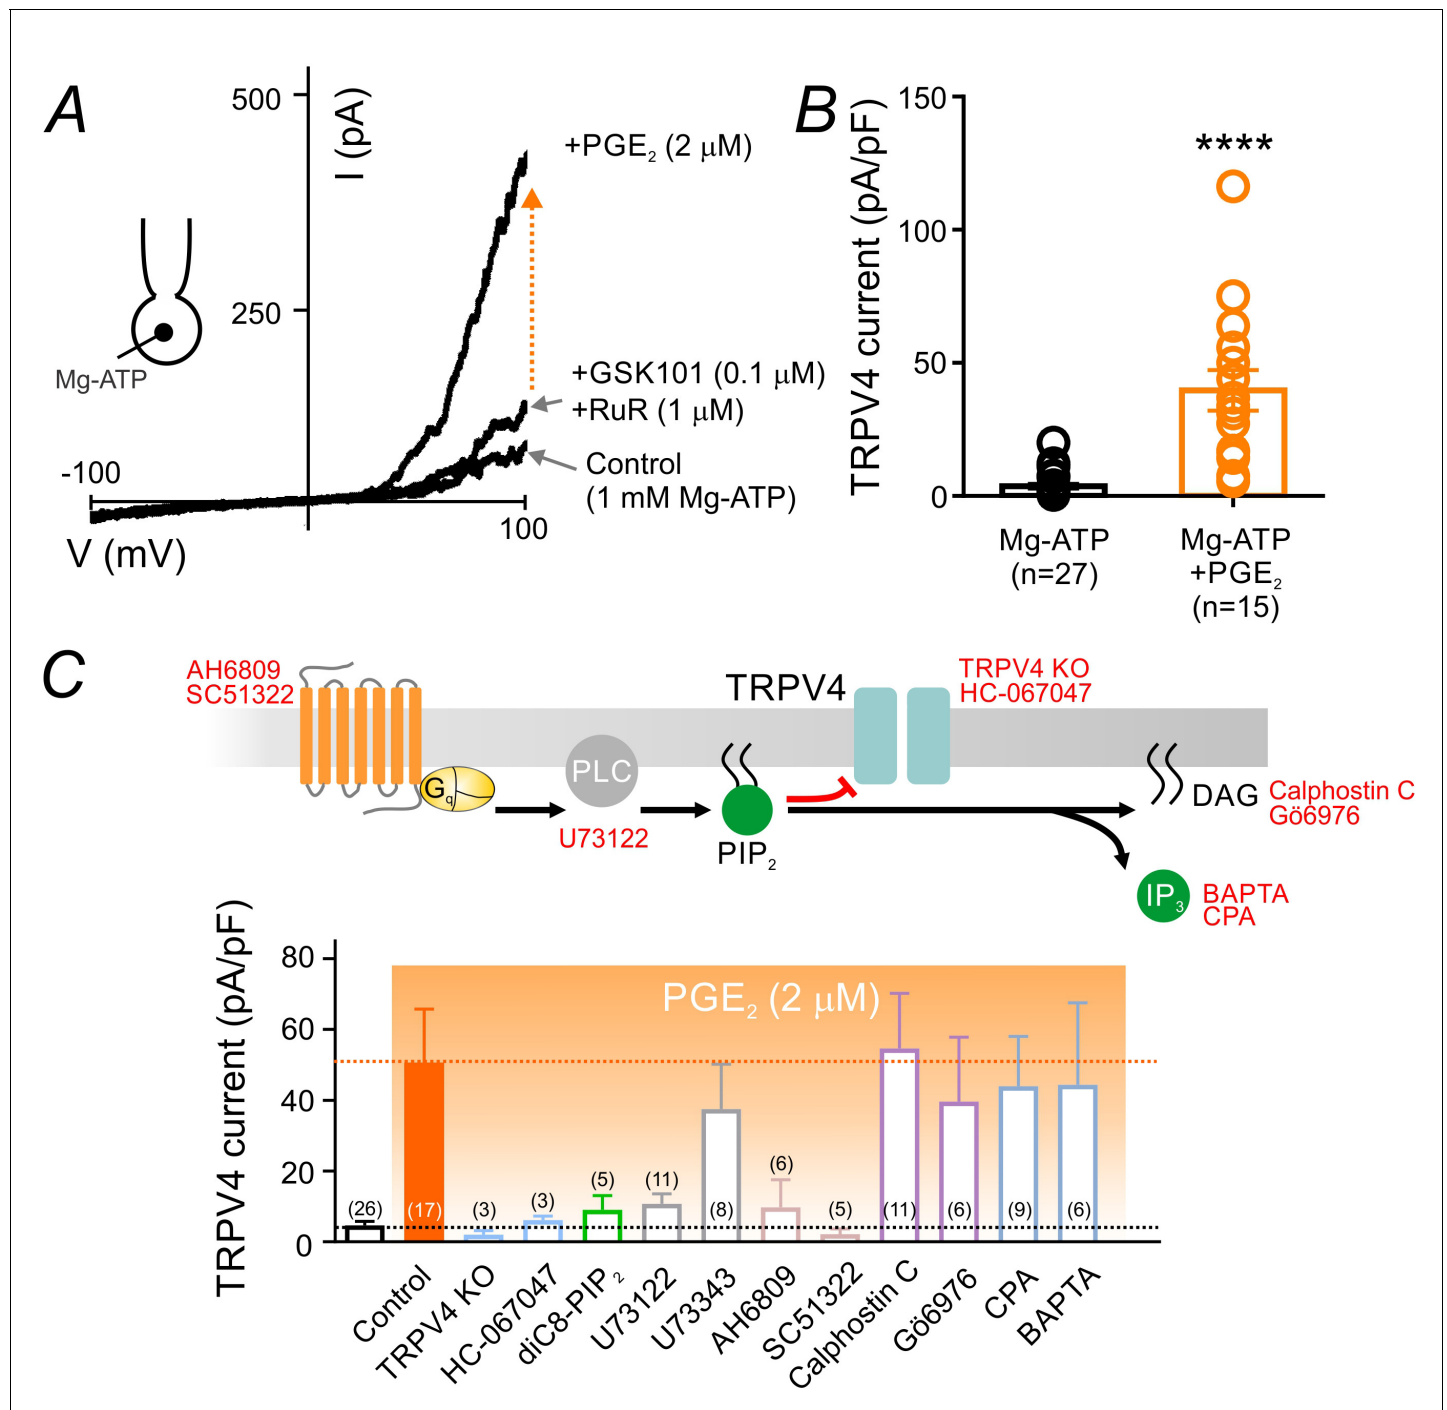 A
500
I (pA)
+PGE₂ (2 μM)
250
Mg-ATP
+GSK101 (0.1 μM)
+RuR (1 μM)
Control
(1 mM Mg-ATP)
-100
100
V (mV)
B
TRPV4 current (pA/pF)
150
100
50
0
****
Mg-ATP
(n=27)
Mg-ATP
+PGE₂
(n=15)
C
AH6809
SC51322
TRPV4
TRPV4 KO
HC-067047
Gq
PLC
U73122
PIP₂
DAG
Calphostin C
Gö6976
IP₃
BAPTA
CPA
TRPV4 current (pA/pF)
80
60
40
20
0
PGE₂ (2 μM)
(26)
(17)
(3)
(3)
(5)
(11)
(8)
(6)
(5)
(11)
(6)
(9)
(6)
Control
TRPV4 KO
HC-067047
diC8-PIP₂
U73122
U73343
AH6809
SC51322
Calphostin C
Gö6976
CPA
BAPTA